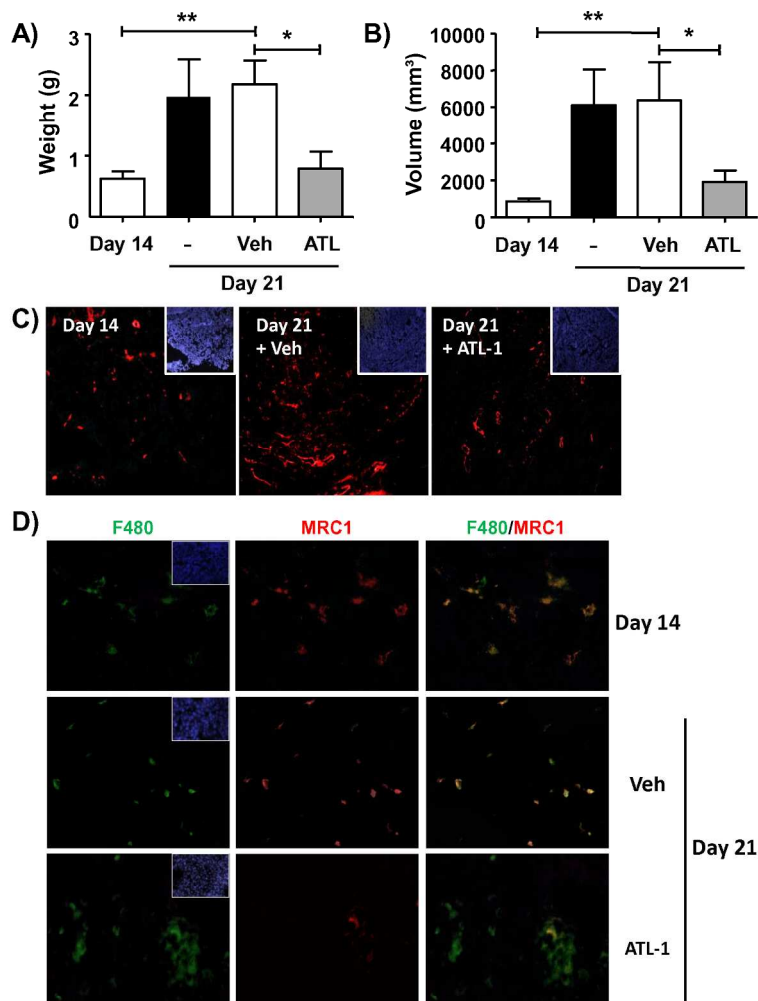 A)
**
*
Weight (g)
3
2
1
0
Day 14
-
Veh
ATL
Day 21
B)
**
*
Volume (mm³)
10000
8000
6000
4000
2000
0
Day 14
-
Veh
ATL
Day 21
C)
Day 14
Day 21
+ Veh
Day 21
+ ATL-1
D)
F480
MRC1
F480/MRC1
Day 14
Veh
Day 21
ATL-1